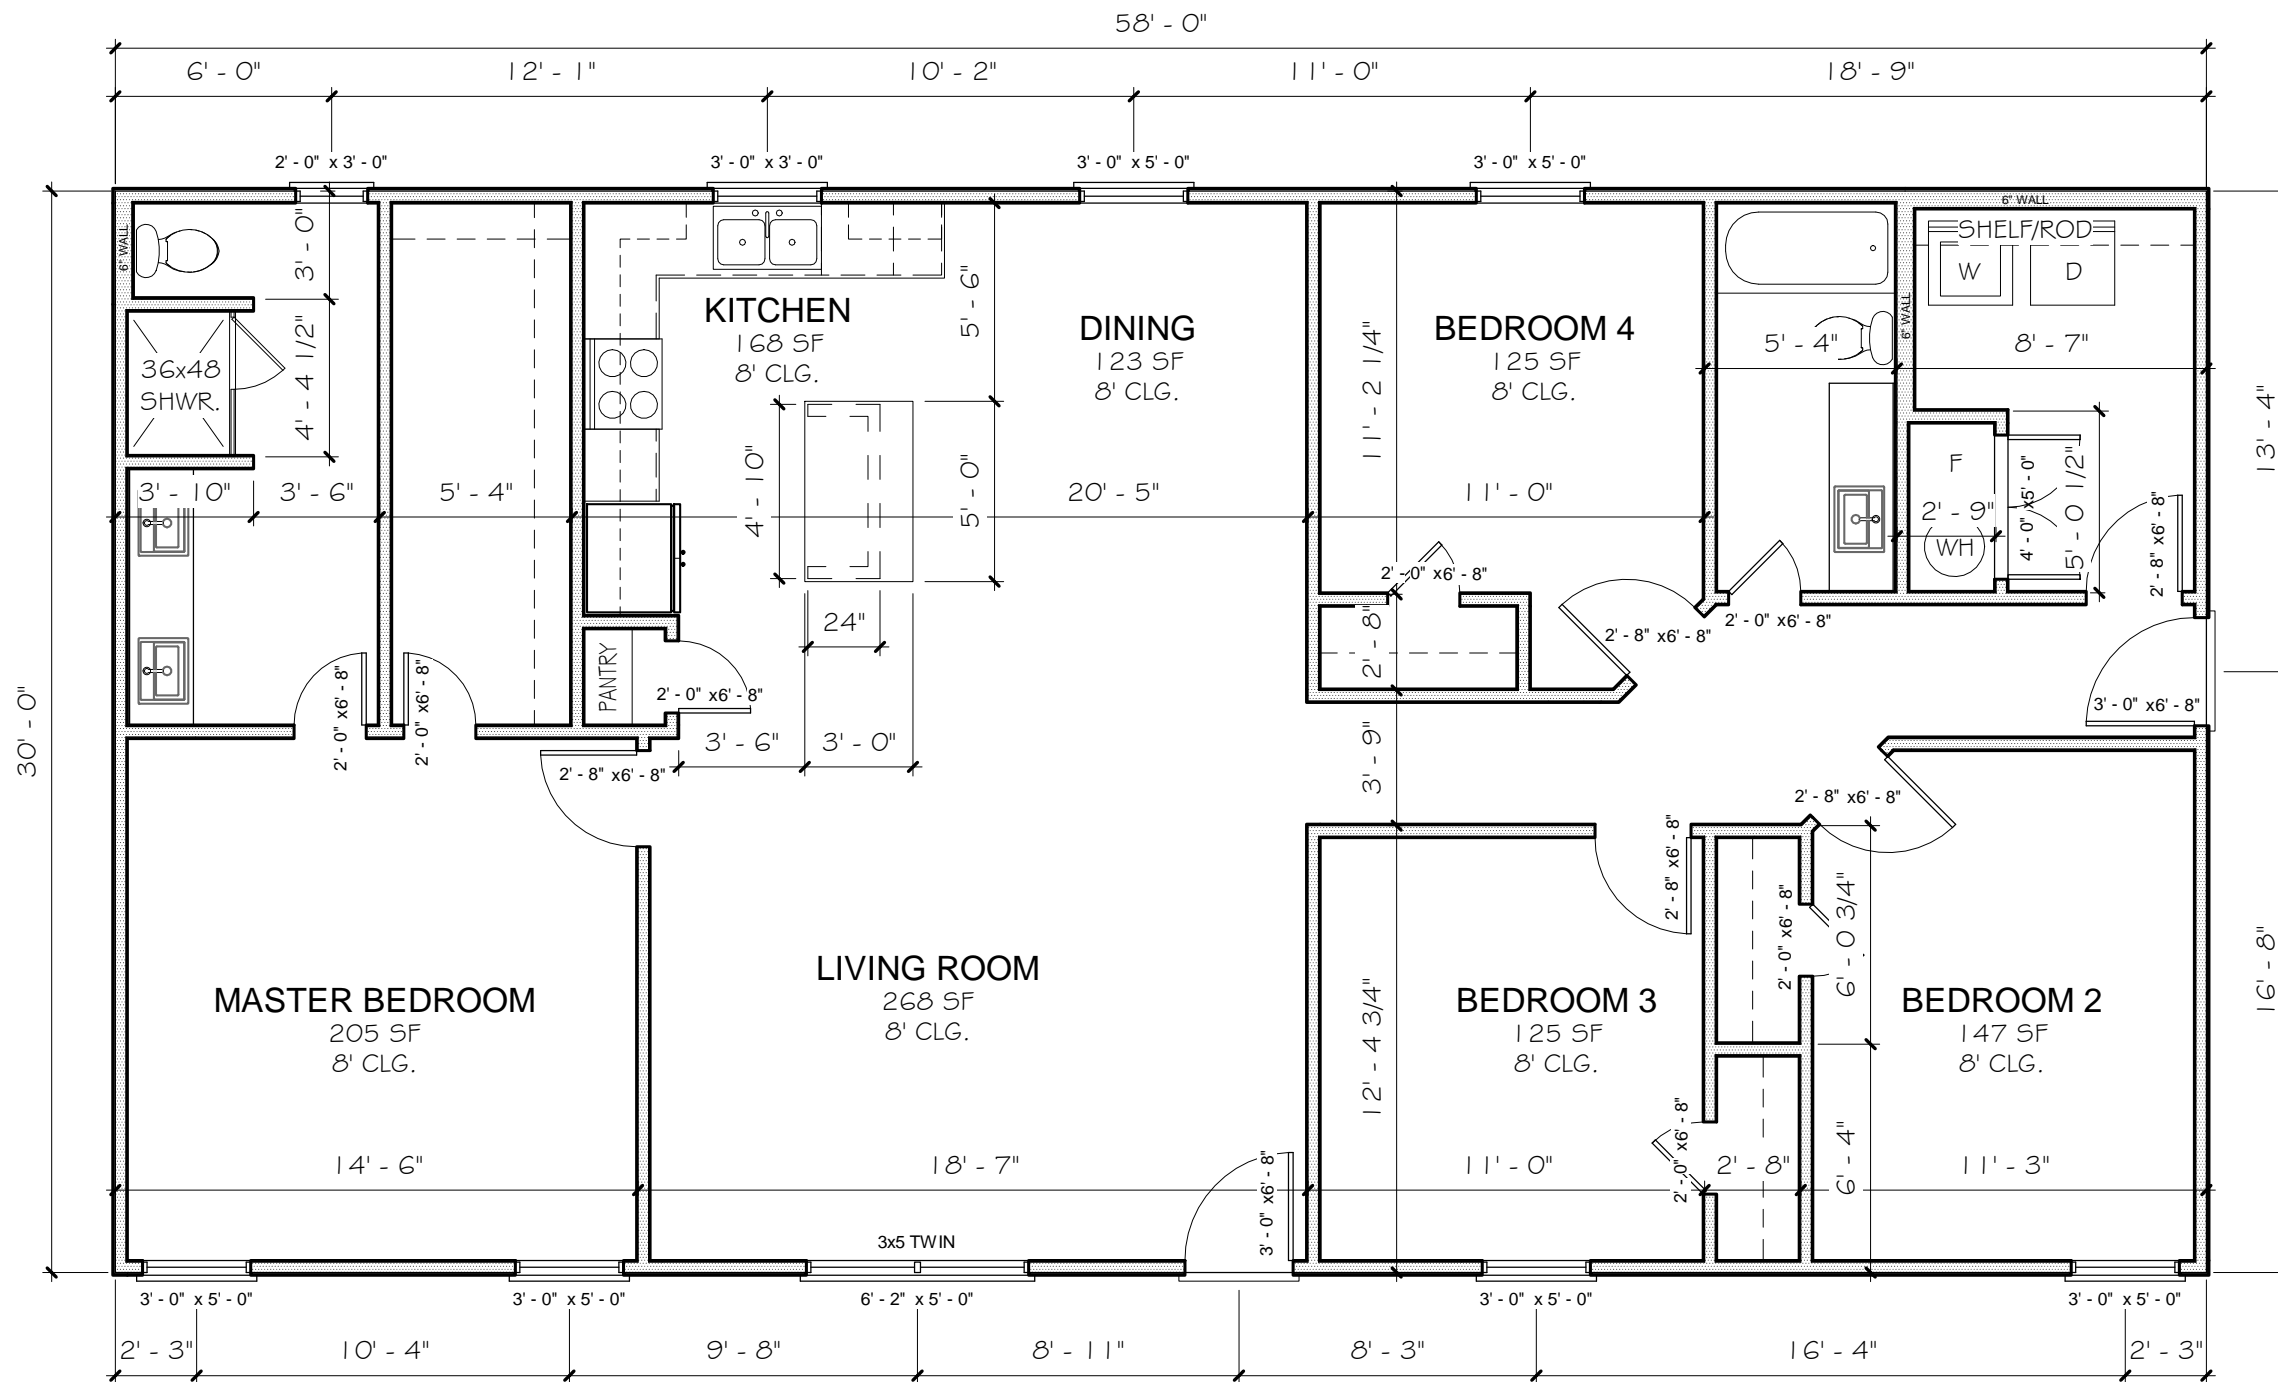 58' - 0"
6' - 0" 12' - 1" 10' - 2" 11' - 0" 18' - 9"
2' - 0" x 3' - 0" 3' - 0" x 3' - 0" 3' - 0" x 5' - 0" 3' - 0" x 5' - 0"
6" WALL
6" WALL
3' - 0"
SHELF/ROD
W D
5' - 6"
KITCHEN
168 SF
8' CLG.
DINING
123 SF
8' CLG.
BEDROOM 4
125 SF
8' CLG.
11' - 2 1/4"
6" WALL
5' - 4"
8' - 7"
36x48
SHWR.
4' - 4 1/2"
13' - 4"
3' - 10" 3' - 6" 5' - 4"
4' - 10"
5' - 0"
20' - 5"
11' - 0"
F
2' - 9"
WH
4' - 0" x5' - 0"
5' - 0 1/2"
2' - 8" x6' - 8"
2' - 0" x6' - 8"
24"
2' - 8"
2' - 8" x6' - 8"
2' - 0" x6' - 8"
PANTRY
2' - 0" x6' - 8"
2' - 0" x6' - 8"
2' - 0" x6' - 8"
3' - 0" x6' - 8"
30' - 0"
3' - 6" 3' - 0"
2' - 8" x6' - 8"
3' - 9"
2' - 8" x6' - 8"
2' - 8" x6' - 8"
2' - 0" x6' - 8"
6' - 0 3/4"
16' - 8"
MASTER BEDROOM
205 SF
8' CLG.
LIVING ROOM
268 SF
8' CLG.
12' - 4 3/4"
BEDROOM 3
125 SF
8' CLG.
BEDROOM 2
147 SF
8' CLG.
2' - 0" x6' - 8"
6' - 4"
14' - 6" 18' - 7" 11' - 0" 2' - 8" 11' - 3"
3' - 0" x6' - 8"
3x5 TWIN
3' - 0" x 5' - 0" 3' - 0" x 5' - 0" 6' - 2" x 5' - 0" 3' - 0" x 5' - 0" 3' - 0" x 5' - 0"
2' - 3" 10' - 4" 9' - 8" 8' - 11" 8' - 3" 16' - 4" 2' - 3"